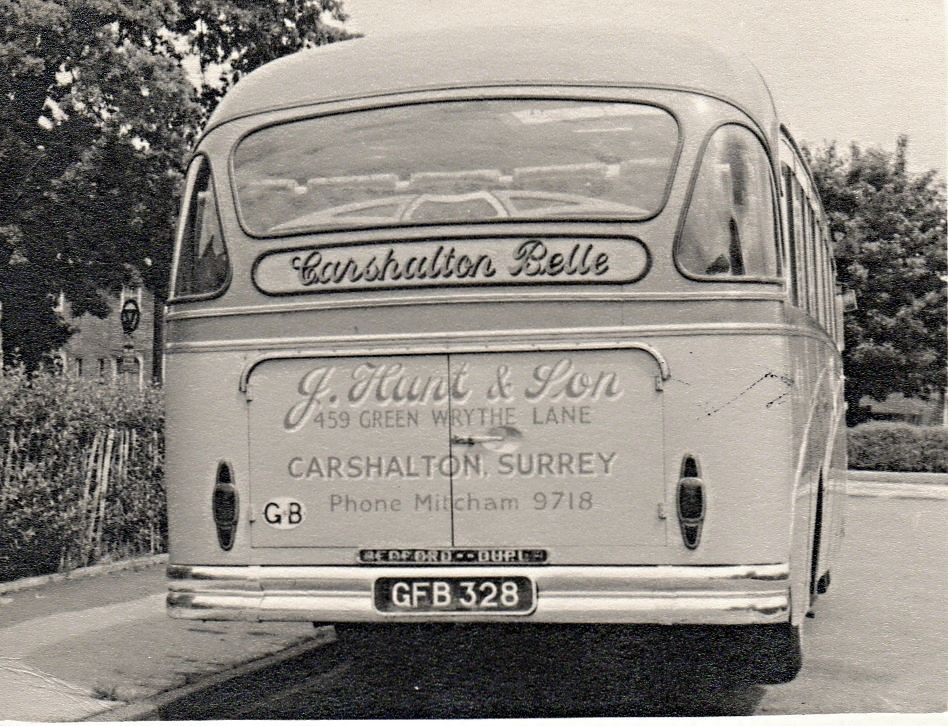 Carshalton Belle
J. Hunt & Son
459 GREEN WRYTHE LANE
CARSHALTON, SURREY
Phone Mitcham 9718
GB
BEDFORD - DUPLE
GFB 328